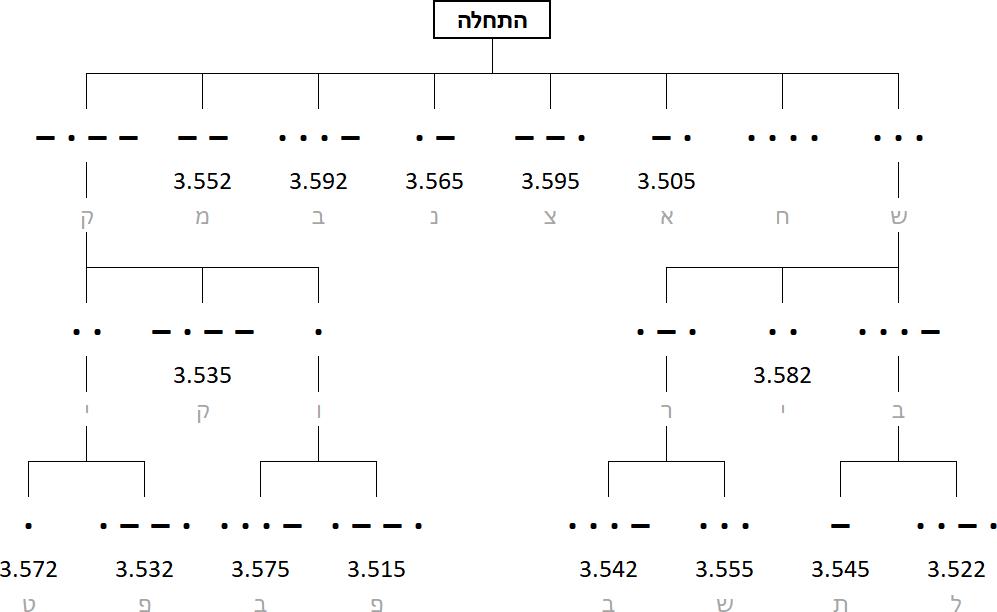 התחלה
– · – –   – –   · · · –   · –   – – ·   – ·   · · · ·   · · ·
3.552 3.592 3.565 3.595 3.505
ש ח א צ נ ב מ ק
· ·   – · – –   ·   · – ·   · ·   · · · –
3.535 3.582
ב י ר ו ק י
·   · – – ·   · · · –   · – – ·   · · · –   · · ·   –   · · – ·
3.572 3.532 3.575 3.515 3.542 3.555 3.545 3.522
ל ת ש ב פ ב פ ט